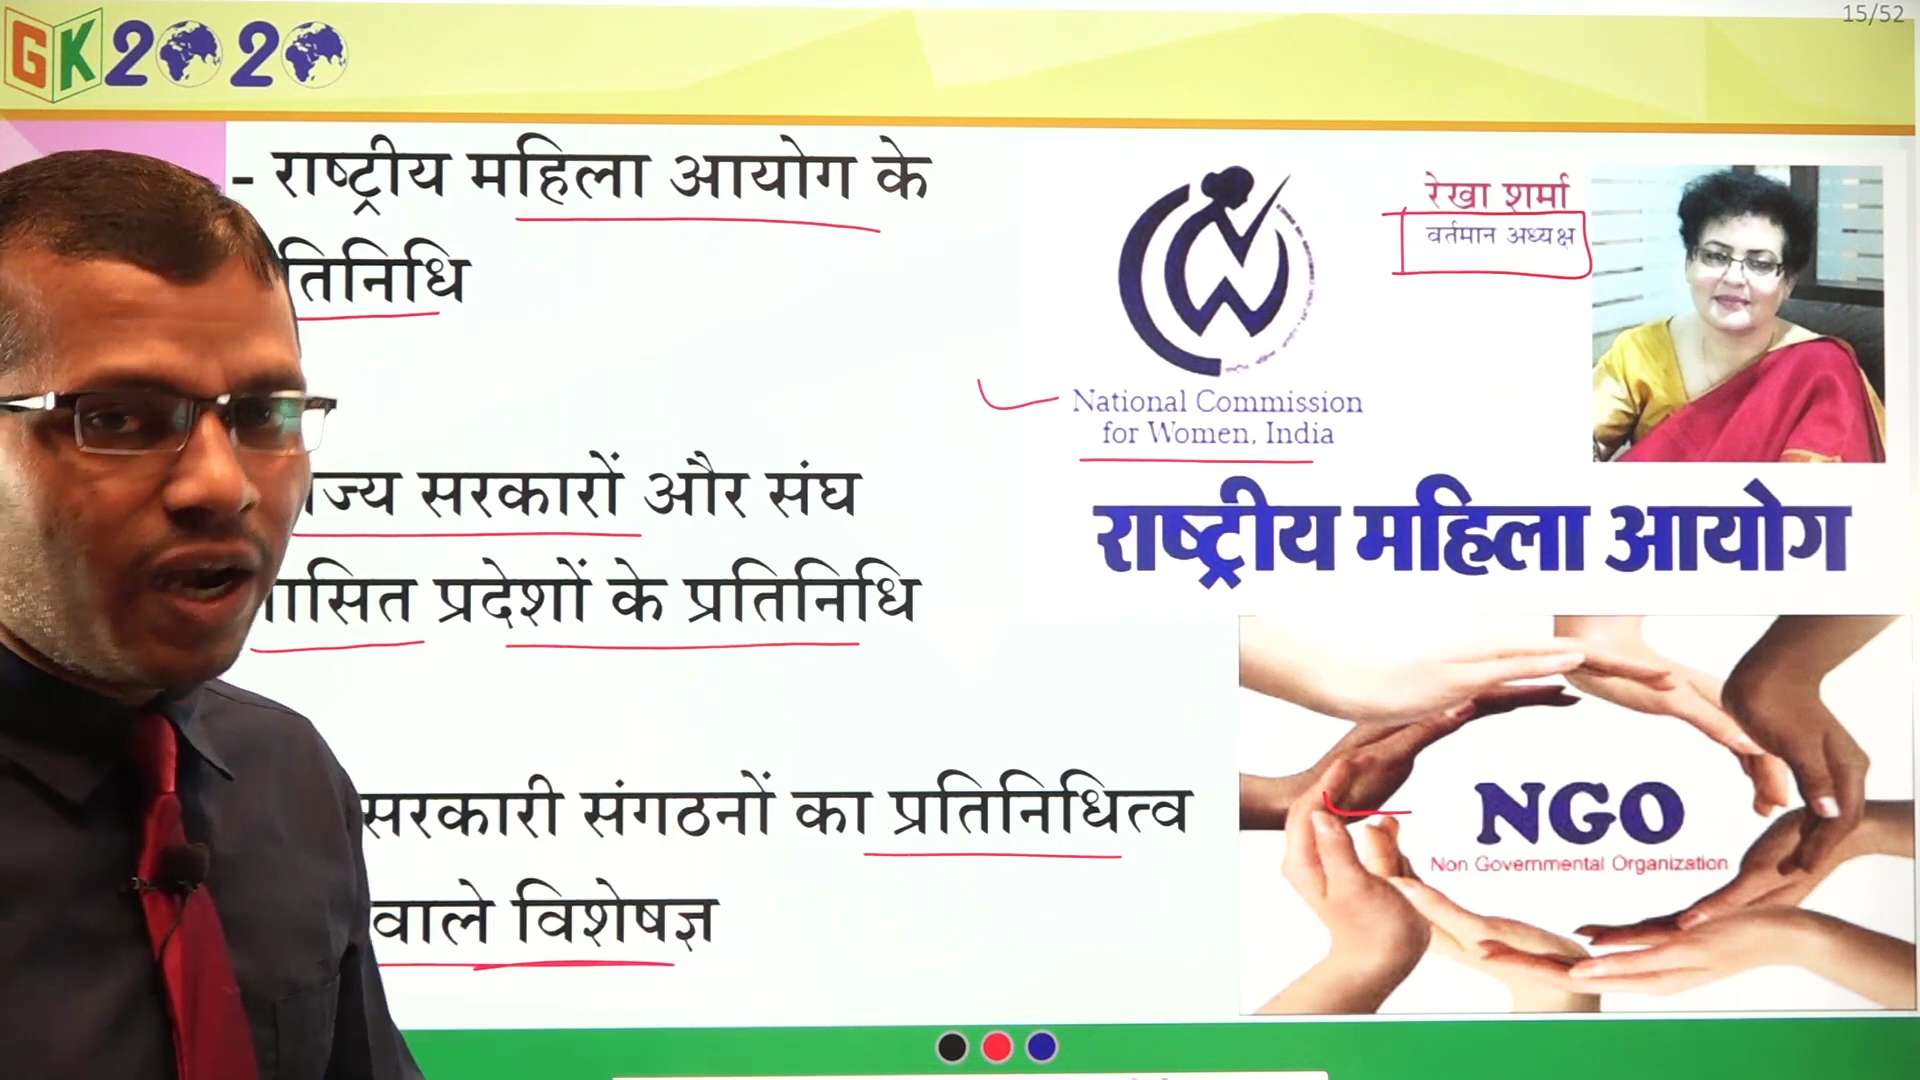 15/52
GK2020
- राष्ट्रीय महिला आयोग के
तिनिधि
सरकारों और संघ
प्रदेशों के प्रतिनिधि
सरकारी संगठनों का प्रतिनिधित्व
वाले विशेषज्ञ
National Commission
for Women, India
रेखा शर्मा
वर्तमान अध्यक्ष
राष्ट्रीय महिला आयोग
NGO
Non Governmental Organization